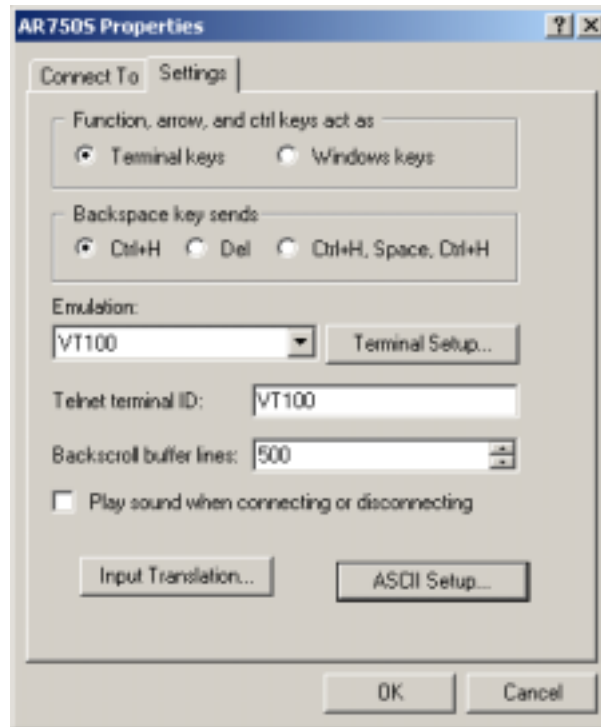 AR750S Properties
Connect To Settings
Function, arrow, and ctrl keys act as
Terminal keys Windows keys
Backspace key sends
Ctrl+H Del Ctrl+H, Space, Ctrl+H
Emulation:
VT100 Terminal Setup...
Telnet terminal ID: VT100
Backscroll buffer lines: 500
Play sound when connecting or disconnecting
Input Translation... ASCII Setup...
OK Cancel